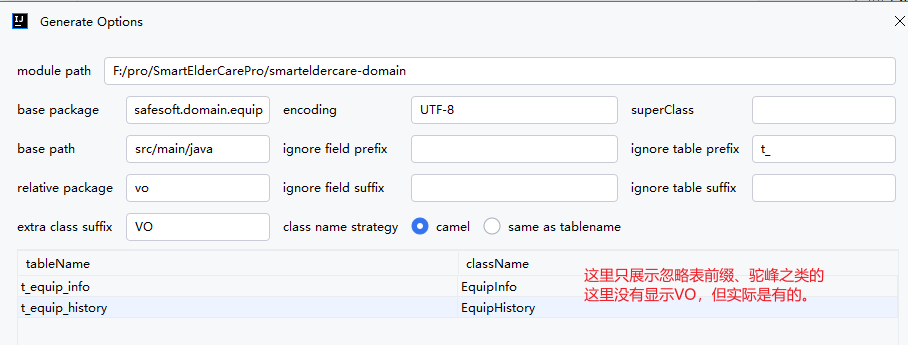 Generate Options
module path F:/pro/SmartElderCarePro/smarteldercare-domain
base package safesoft.domain.equip encoding UTF-8 superClass
base path src/main/java ignore field prefix ignore table prefix t_
relative package vo ignore field suffix ignore table suffix
extra class suffix VO class name strategy camel same as tablename
tableName className
t_equip_info EquipInfo
t_equip_history EquipHistory
这里只展示忽略表前缀、驼峰之类的
这里没有显示VO，但实际是有的。